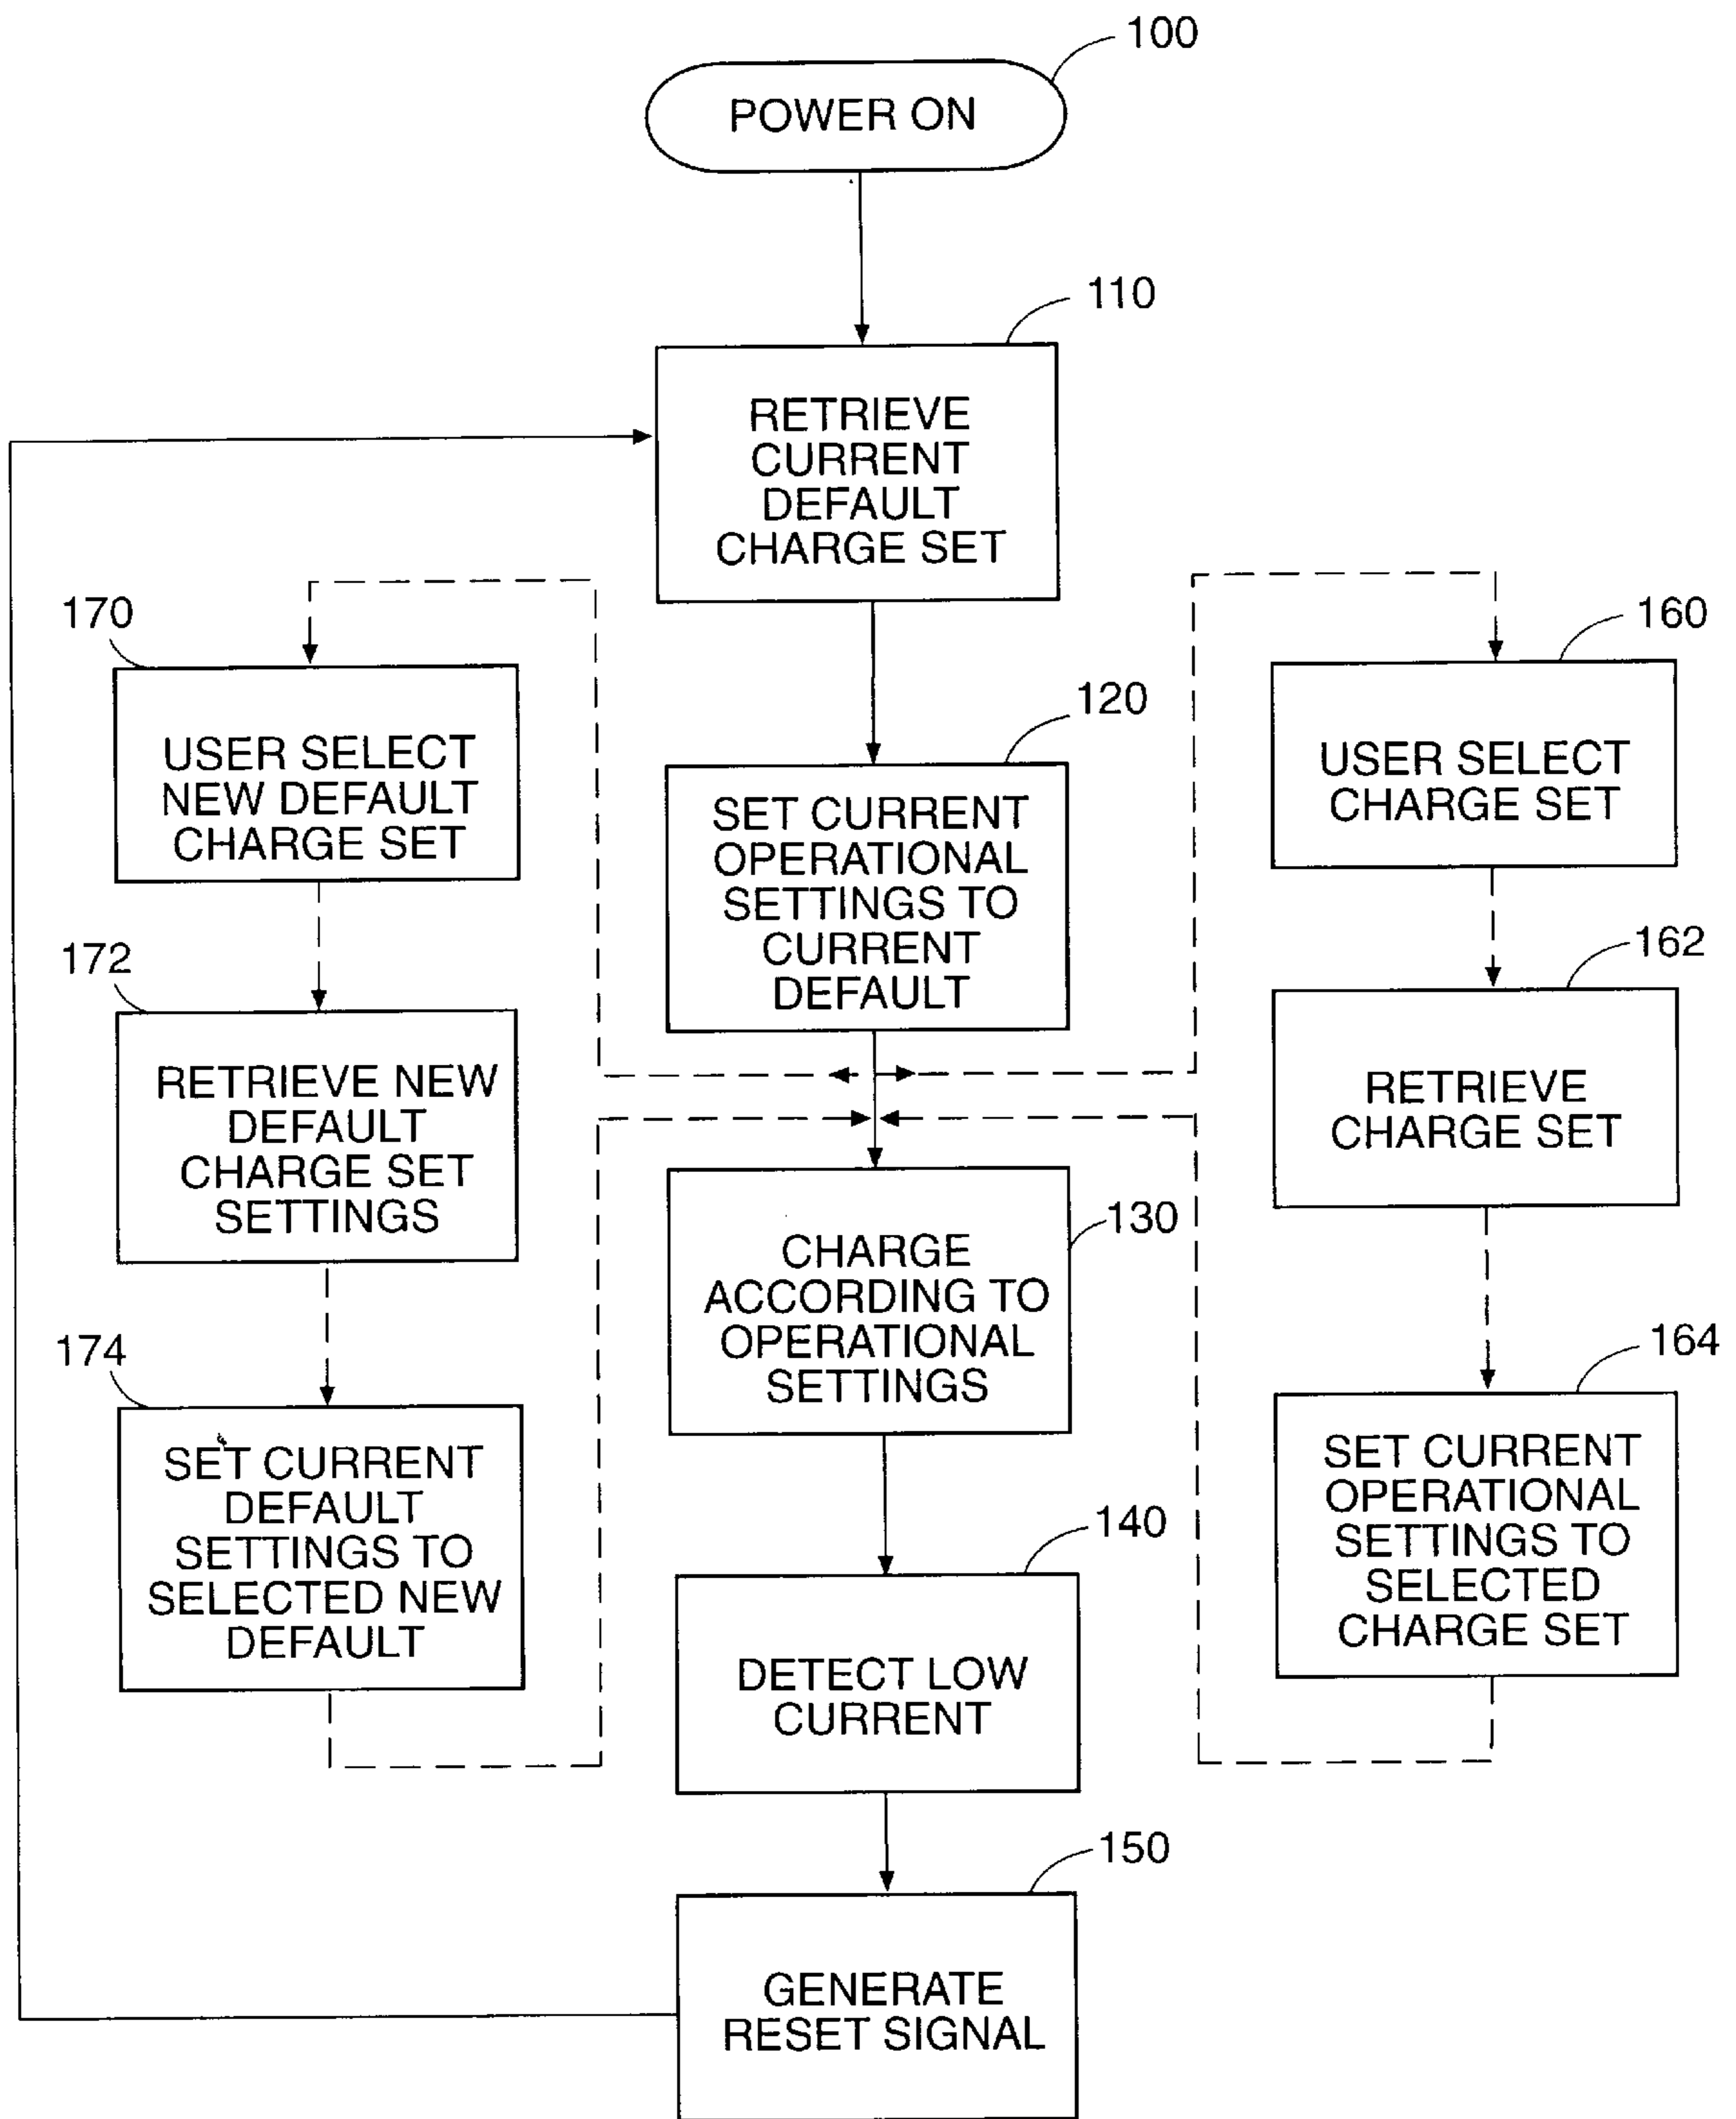 100
POWER ON
110
RETRIEVE
CURRENT
DEFAULT
CHARGE SET
170
USER SELECT
NEW DEFAULT
CHARGE SET
120
SET CURRENT
OPERATIONAL
SETTINGS TO
CURRENT
DEFAULT
160
USER SELECT
CHARGE SET
172
RETRIEVE NEW
DEFAULT
CHARGE SET
SETTINGS
162
RETRIEVE
CHARGE SET
130
CHARGE
ACCORDING TO
OPERATIONAL
SETTINGS
174
SET CURRENT
DEFAULT
SETTINGS TO
SELECTED NEW
DEFAULT
164
SET CURRENT
OPERATIONAL
SETTINGS TO
SELECTED
CHARGE SET
140
DETECT LOW
CURRENT
150
GENERATE
RESET SIGNAL